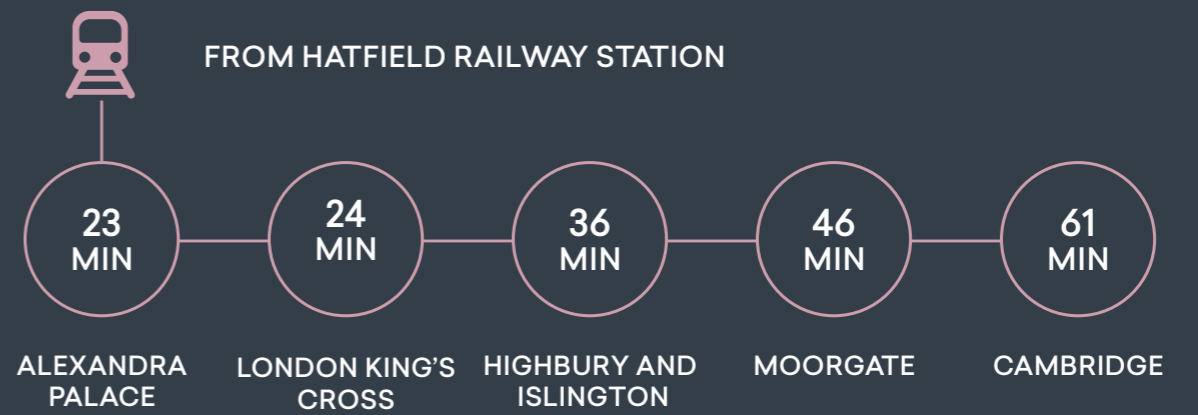 FROM HATFIELD RAILWAY STATION
23
MIN
24
MIN
36
MIN
46
MIN
61
MIN
ALEXANDRA
PALACE
LONDON KING'S
CROSS
HIGHBURY AND
ISLINGTON
MOORGATE
CAMBRIDGE